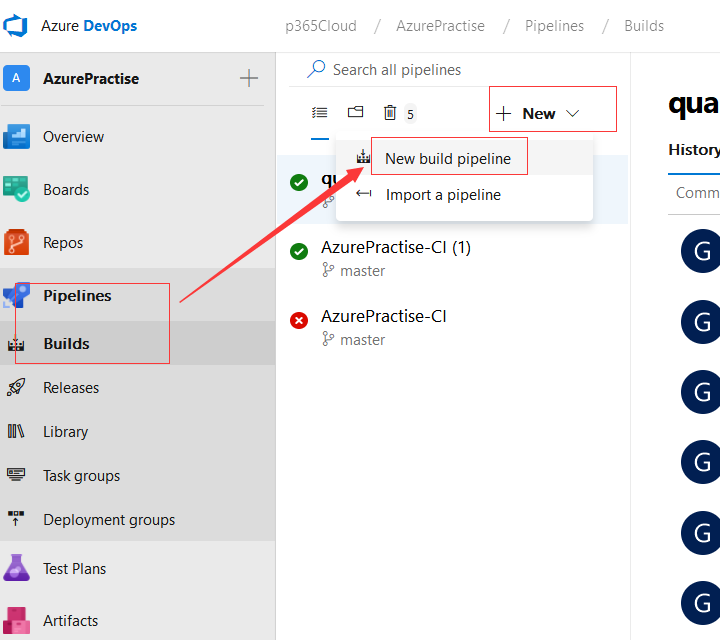 Azure DevOps
p365Cloud / AzurePractise / Pipelines / Builds
A AzurePractise
Overview
Boards
Repos
Pipelines
Builds
Releases
Library
Task groups
Deployment groups
Test Plans
Artifacts
Search all pipelines
5
New
New build pipeline
Import a pipeline
AzurePractise-CI (1)
master
AzurePractise-CI
master
qua
History
Comm
G
G
G
G
G
G